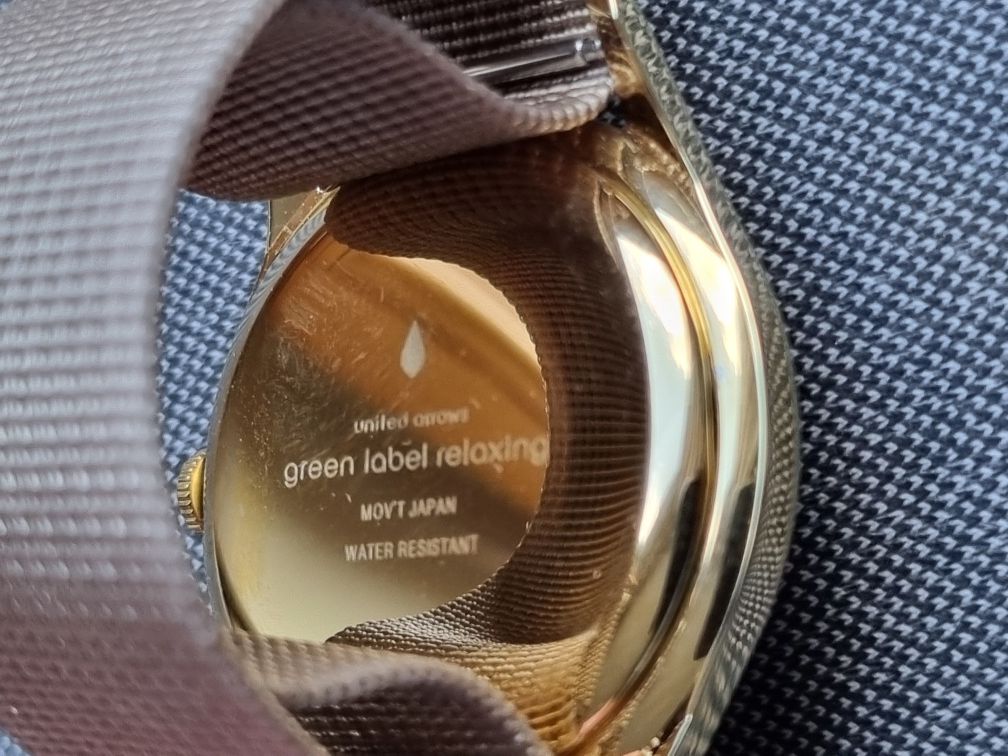 united arrows
green label relaxing
MOV'T JAPAN
WATER RESISTANT